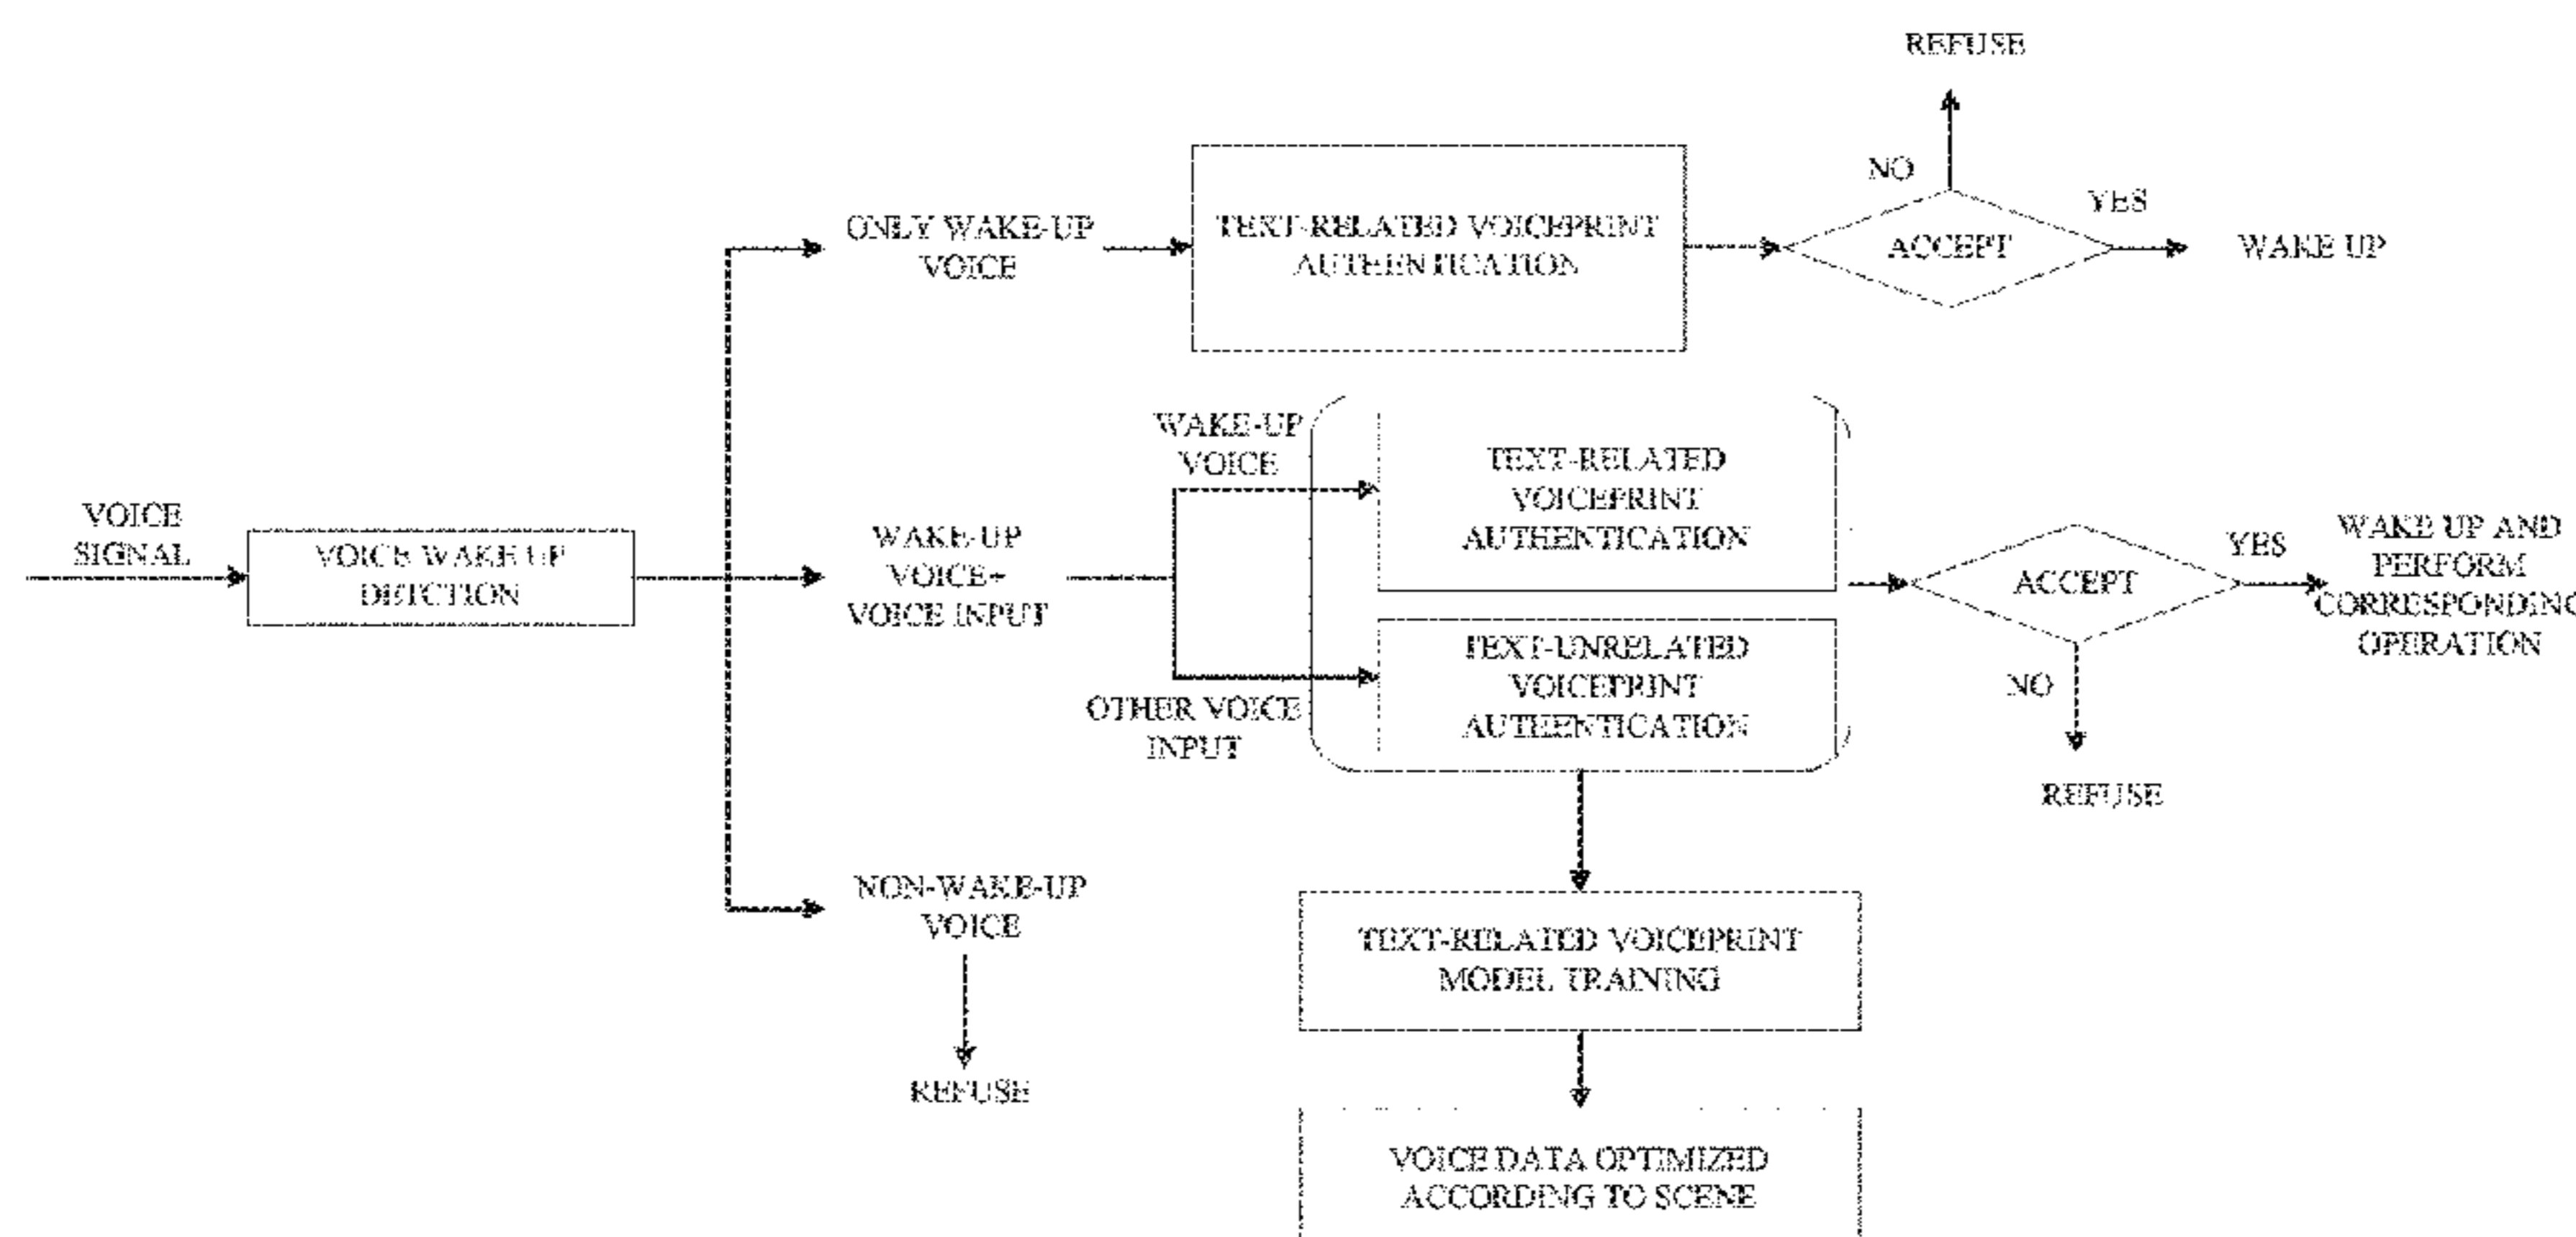 REFUSE
NO
YES
ONLY WAKE-UP
VOICE
TEXT-RELATED VOICEPRINT
AUTHENTICATION
ACCEPT
WAKE UP
WAKE-UP
VOICE
TEXT-RELATED
VOICEPRINT
AUTHENTICATION
VOICE
SIGNAL
VOICE WAKE UP
DETCTION
WAKE-UP
VOICE+
VOICE INPUT
ACCEPT
YES
WAKE UP AND
PERFORM
CORRESPONDING
OPERATION
TEXT-UNRELATED
VOICEPRINT
AUTHENTICATION
OTHER VOICE
INPUT
NO
REFUSE
NON-WAKE-UP
VOICE
REFUSE
TEXT-RELATED VOICEPRINT
MODEL TRAINING
VOICE DATA OPTIMIZED
ACCORDING TO SCENE